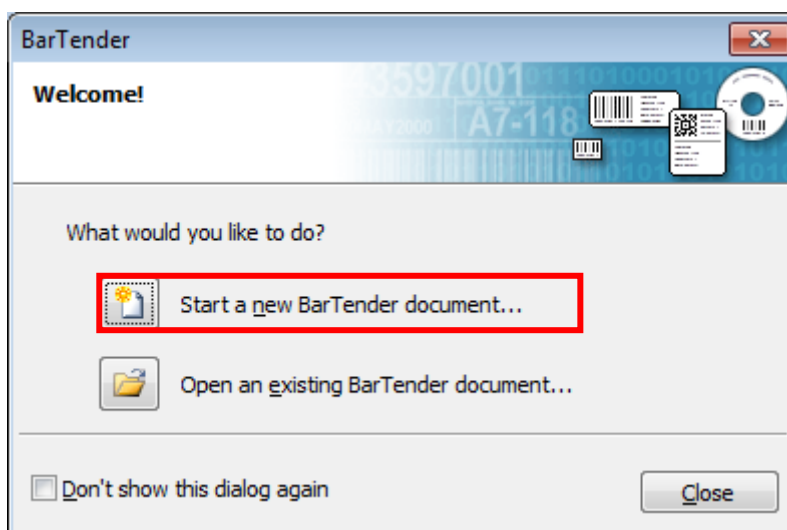 BarTender
Welcome!
3597001
A7-118
What would you like to do?
Start a new BarTender document...
Open an existing BarTender document...
Don't show this dialog again
Close